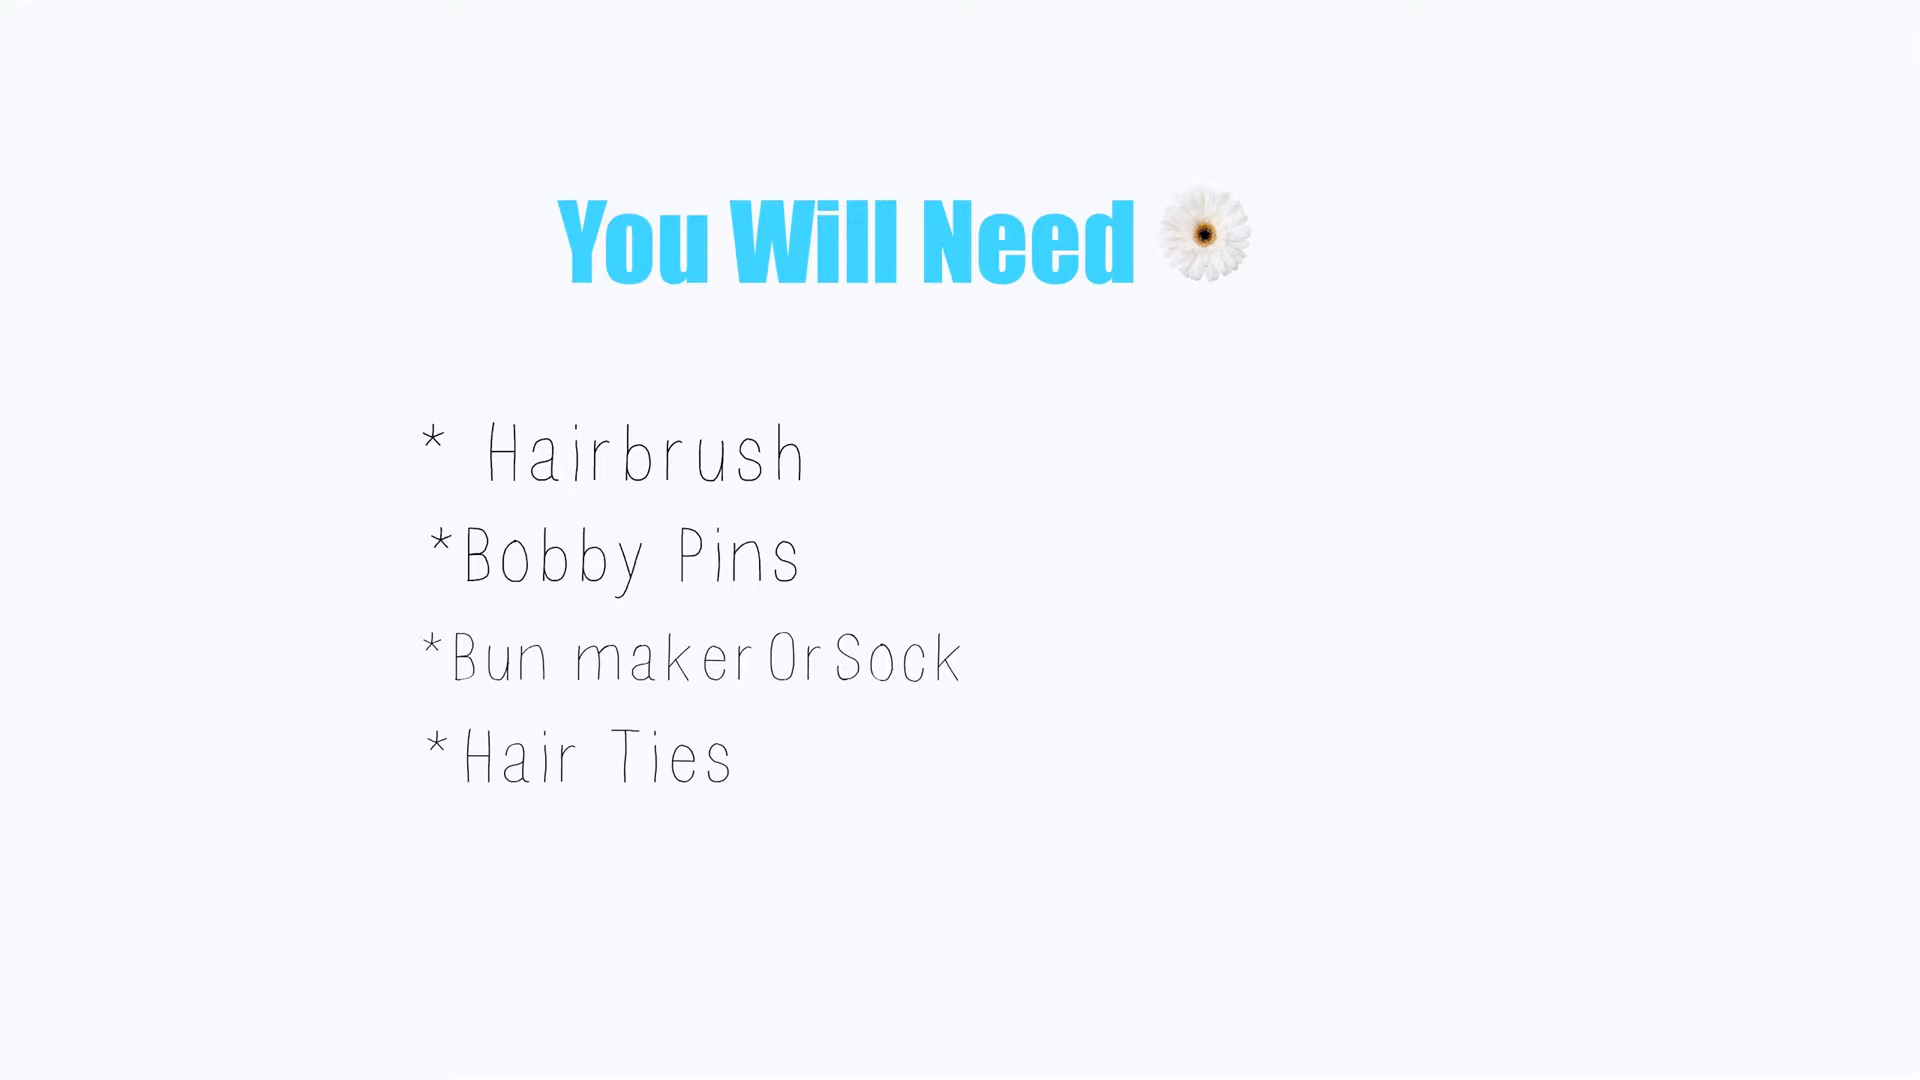 You Will Need
* Hairbrush
*Bobby Pins
*Bun maker Or Sock
*Hair Ties